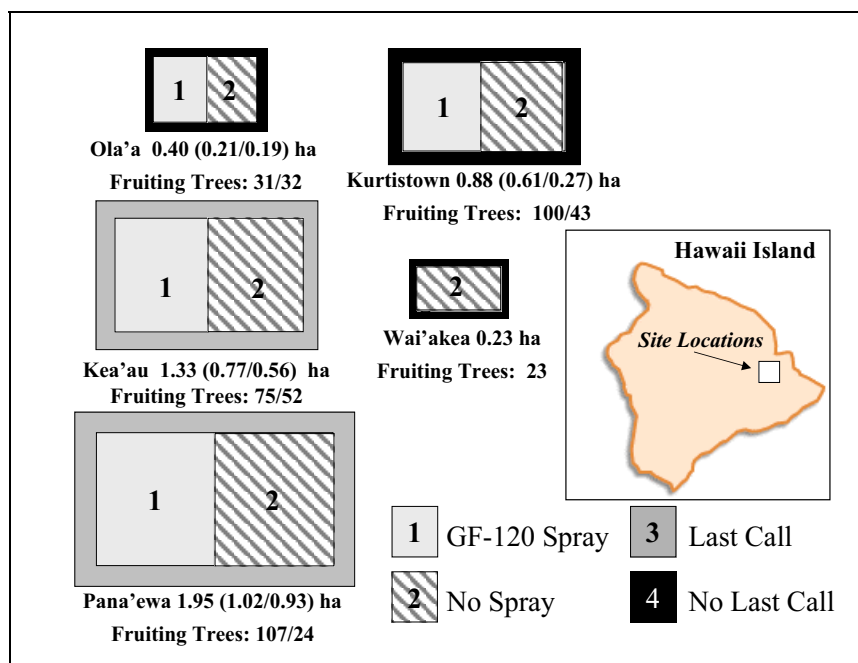 1 2
Ola'a 0.40 (0.21/0.19) ha
Fruiting Trees: 31/32
1 2
Kurtistown 0.88 (0.61/0.27) ha
Fruiting Trees: 100/43
1 2
Kea'au 1.33 (0.77/0.56) ha
Fruiting Trees: 75/52
2
Wai'akea 0.23 ha
Fruiting Trees: 23
Hawaii Island
Site Locations
1 2
Pana'ewa 1.95 (1.02/0.93) ha
Fruiting Trees: 107/24
1 GF-120 Spray
3 Last Call
2 No Spray
4 No Last Call